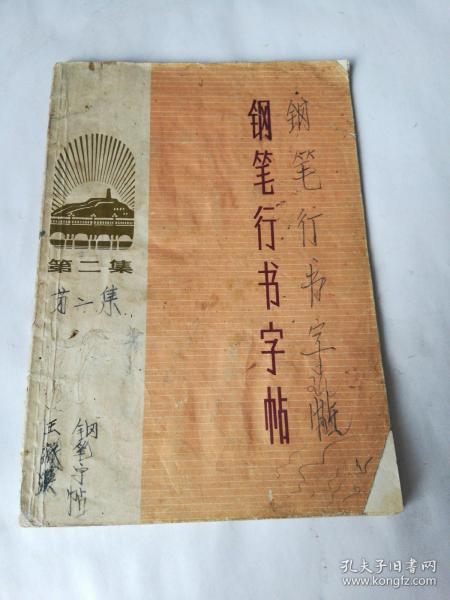 钢笔行书字帖
钢笔行书字帖
第二集
第二集
钢笔字帖
王
孔夫子旧书网
www.kongfz.com